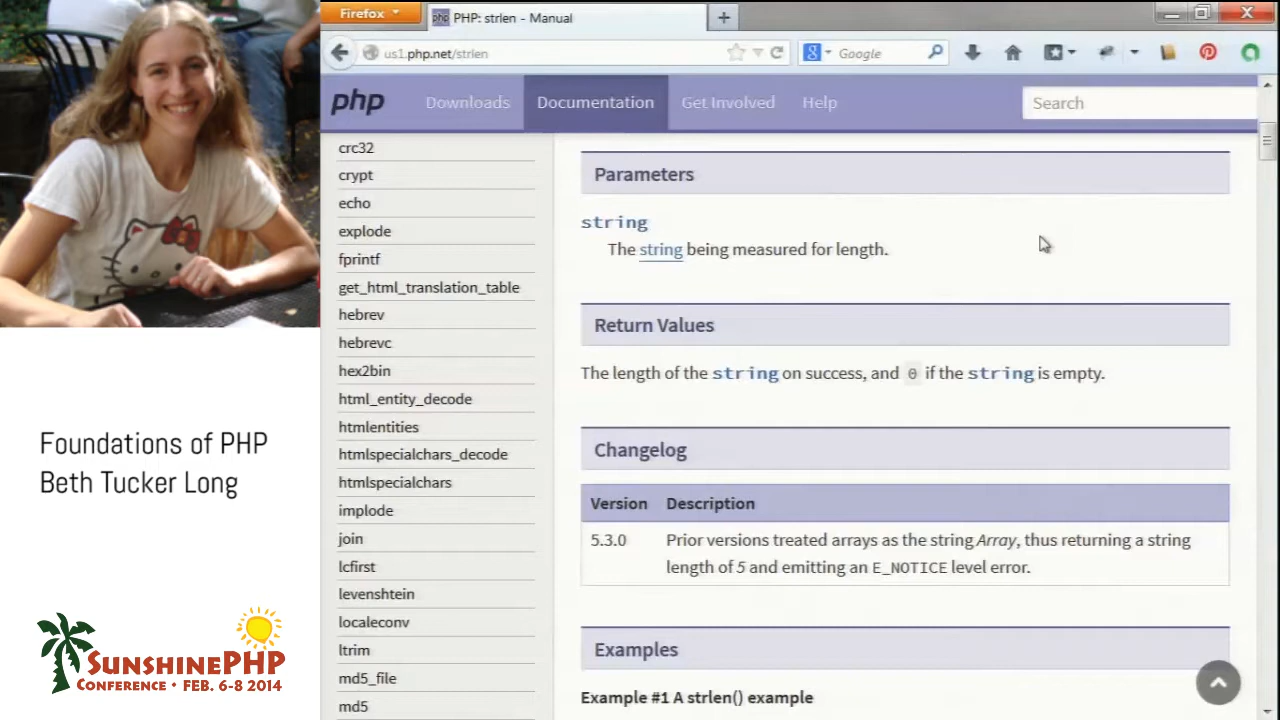 Firefox
PHP: strlen - Manual
us1.php.net/strlen
Google
php
Downloads
Documentation
Get Involved
Help
Search
crc32
crypt
echo
explode
fprintf
get_html_translation_table
hebrev
hebrevc
hex2bin
html_entity_decode
htmlentities
htmlspecialchars_decode
htmlspecialchars
implode
join
lcfirst
levenshtein
localeconv
ltrim
md5_file
md5
Parameters
string
The string being measured for length.
Return Values
The length of the string on success, and 0 if the string is empty.
Changelog
Version Description
5.3.0 Prior versions treated arrays as the string Array, thus returning a string
length of 5 and emitting an E_NOTICE level error.
Examples
Example #1 A strlen() example
Foundations of PHP
Beth Tucker Long
SunshinePHP
Conference • Feb. 6-8 2014